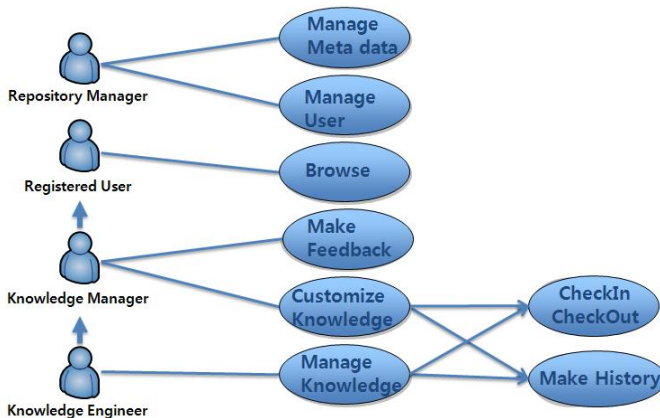 Manage
Meta data
Repository Manager
Manage
User
Registered User
Browse
Make
Feedback
Knowledge Manager
Customize
Knowledge
CheckIn
CheckOut
Manage
Knowledge
Make History
Knowledge Engineer